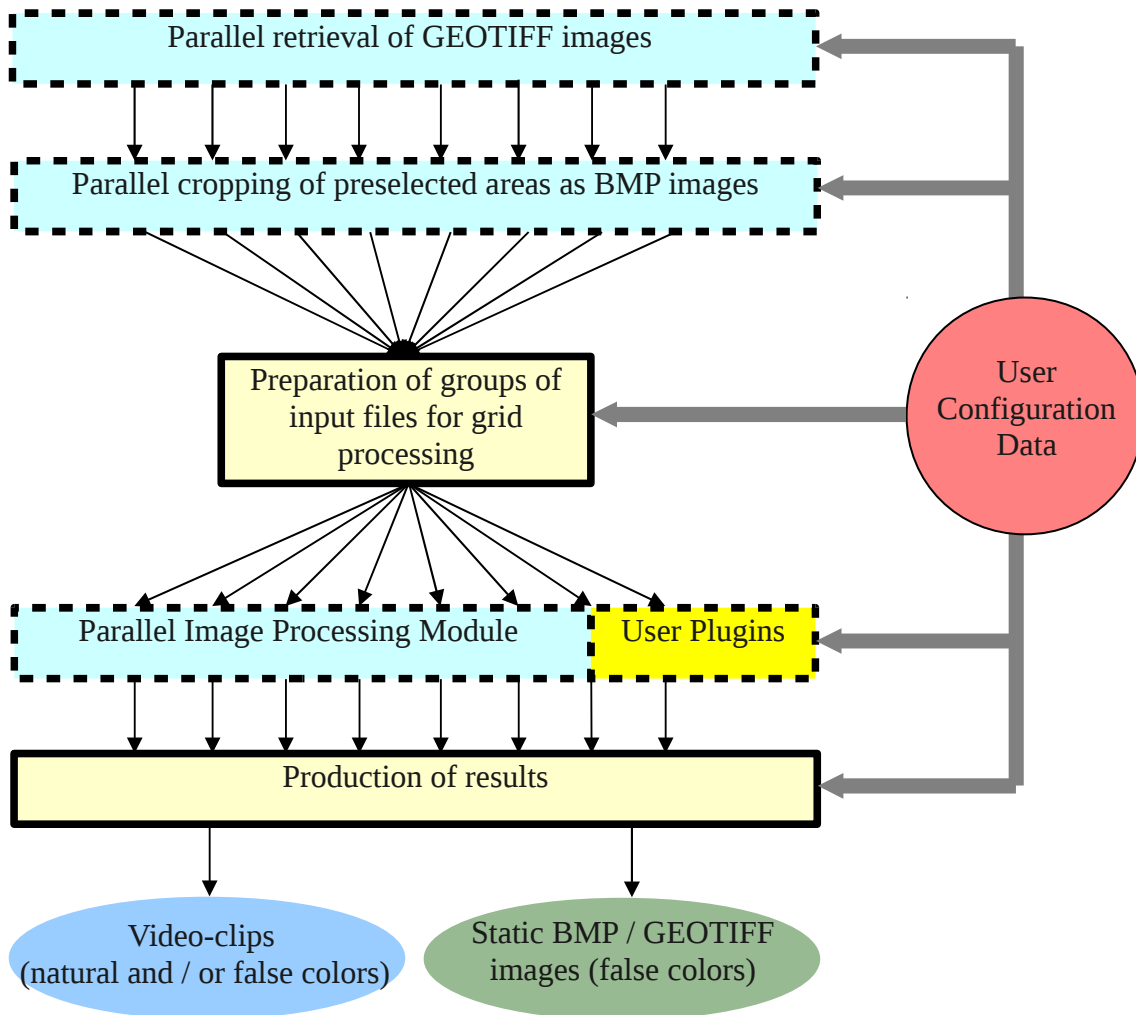 Parallel retrieval of GEOTIFF images
Parallel cropping of preselected areas as BMP images
Preparation of groups of
input files for grid
processing
User
Configuration
Data
Parallel Image Processing Module
User Plugins
Production of results
Video-clips
(natural and / or false colors)
Static BMP / GEOTIFF
images (false colors)